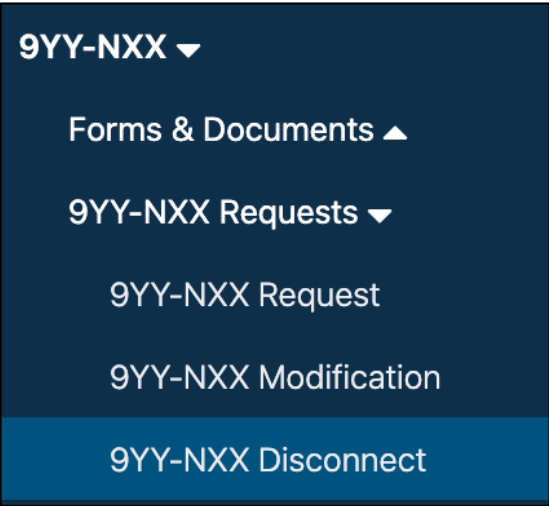 9YY-NXX
Forms & Documents
9YY-NXX Requests
9YY-NXX Request
9YY-NXX Modification
9YY-NXX Disconnect